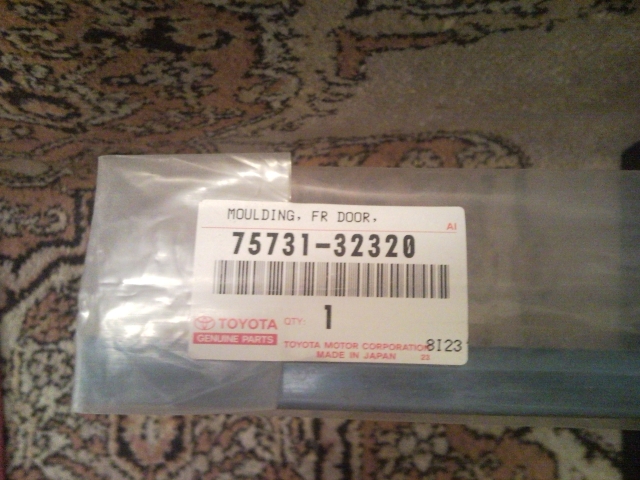 MOULDING, FR DOOR,
AI
75731-32320
TOYOTA
GENUINE PARTS
QTY: 1
TOYOTA MOTOR CORPORATION 8I23
MADE IN JAPAN 23